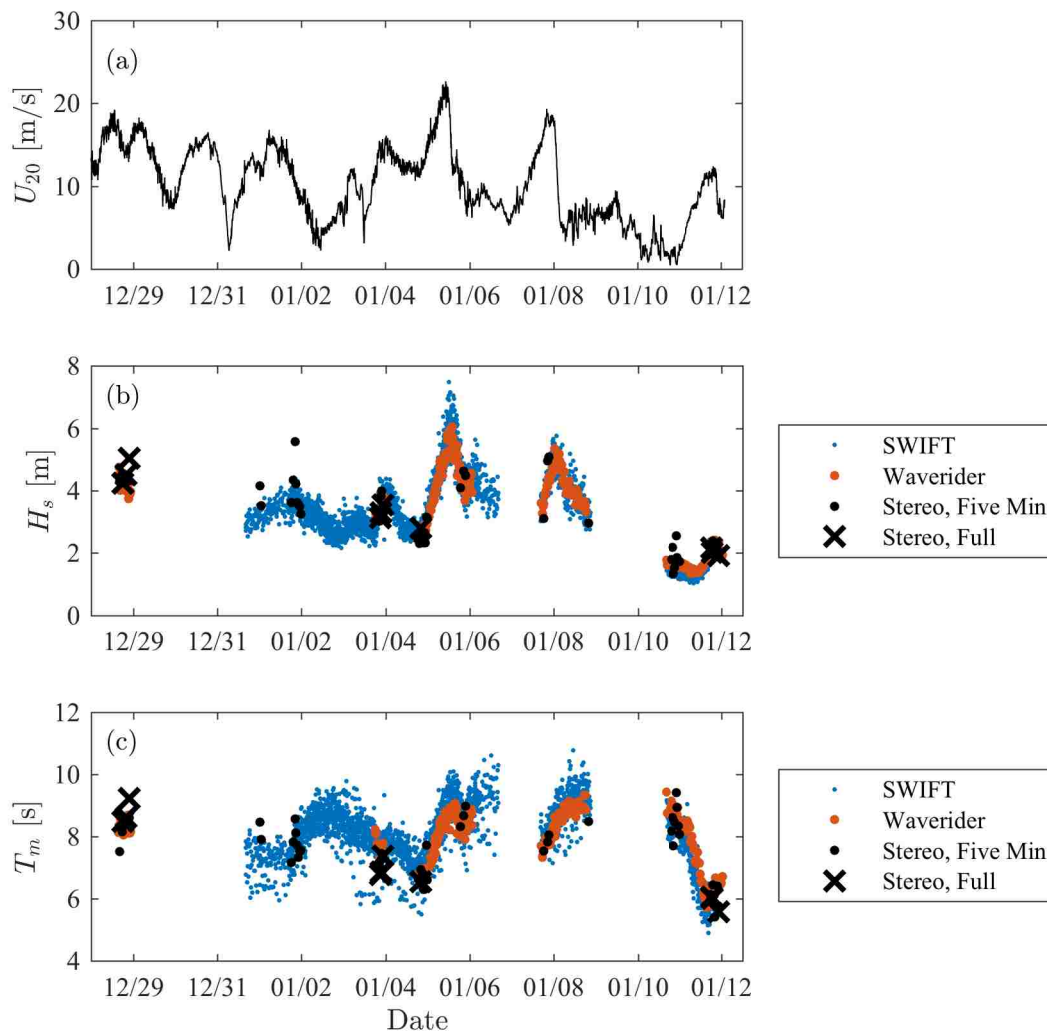 30
20
10
0
U20 [m/s]
(a)
12/29 12/31 01/02 01/04 01/06 01/08 01/10 01/12
8
6
4
2
0
Hs [m]
(b)
12/29 12/31 01/02 01/04 01/06 01/08 01/10 01/12
SWIFT
Waverider
Stereo, Five Min
Stereo, Full
12
10
8
6
4
Tm [s]
(c)
12/29 12/31 01/02 01/04 01/06 01/08 01/10 01/12
Date
SWIFT
Waverider
Stereo, Five Min
Stereo, Full